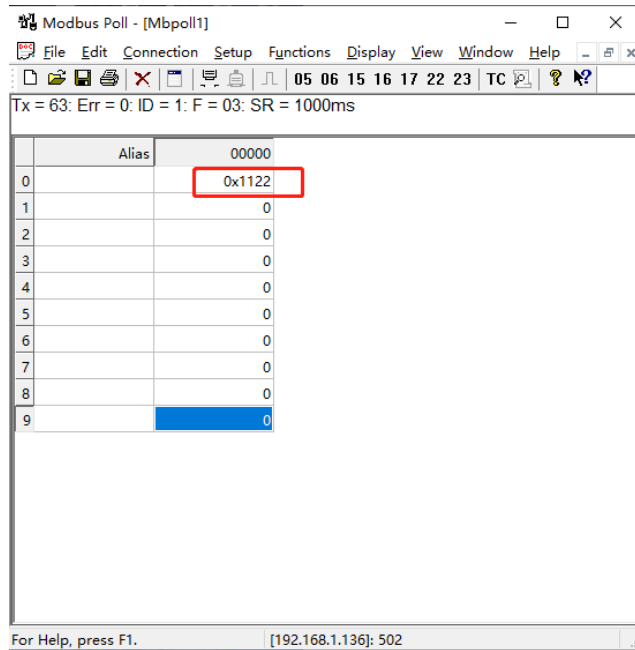 Modbus Poll - [Mbpoll1]
File Edit Connection Setup Functions Display View Window Help
05 06 15 16 17 22 23 TC
Tx = 63: Err = 0: ID = 1: F = 03: SR = 1000ms
Alias 00000
0 0x1122
1 0
2 0
3 0
4 0
5 0
6 0
7 0
8 0
9 0
For Help, press F1. [192.168.1.136]: 502